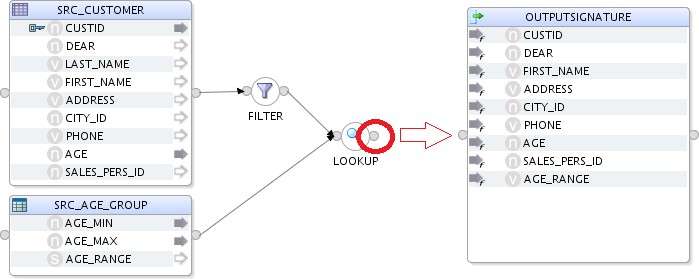 SRC_CUSTOMER
n CUSTID
n DEAR
v LAST_NAME
v FIRST_NAME
v ADDRESS
n CITY_ID
v PHONE
n AGE
n SALES_PERS_ID
FILTER
LOOKUP
SRC_AGE_GROUP
n AGE_MIN
n AGE_MAX
S AGE_RANGE
OUTPUTSIGNATURE
f n CUSTID
f n DEAR
f v FIRST_NAME
f v ADDRESS
f n CITY_ID
f v PHONE
f n AGE
f n SALES_PERS_ID
f v AGE_RANGE